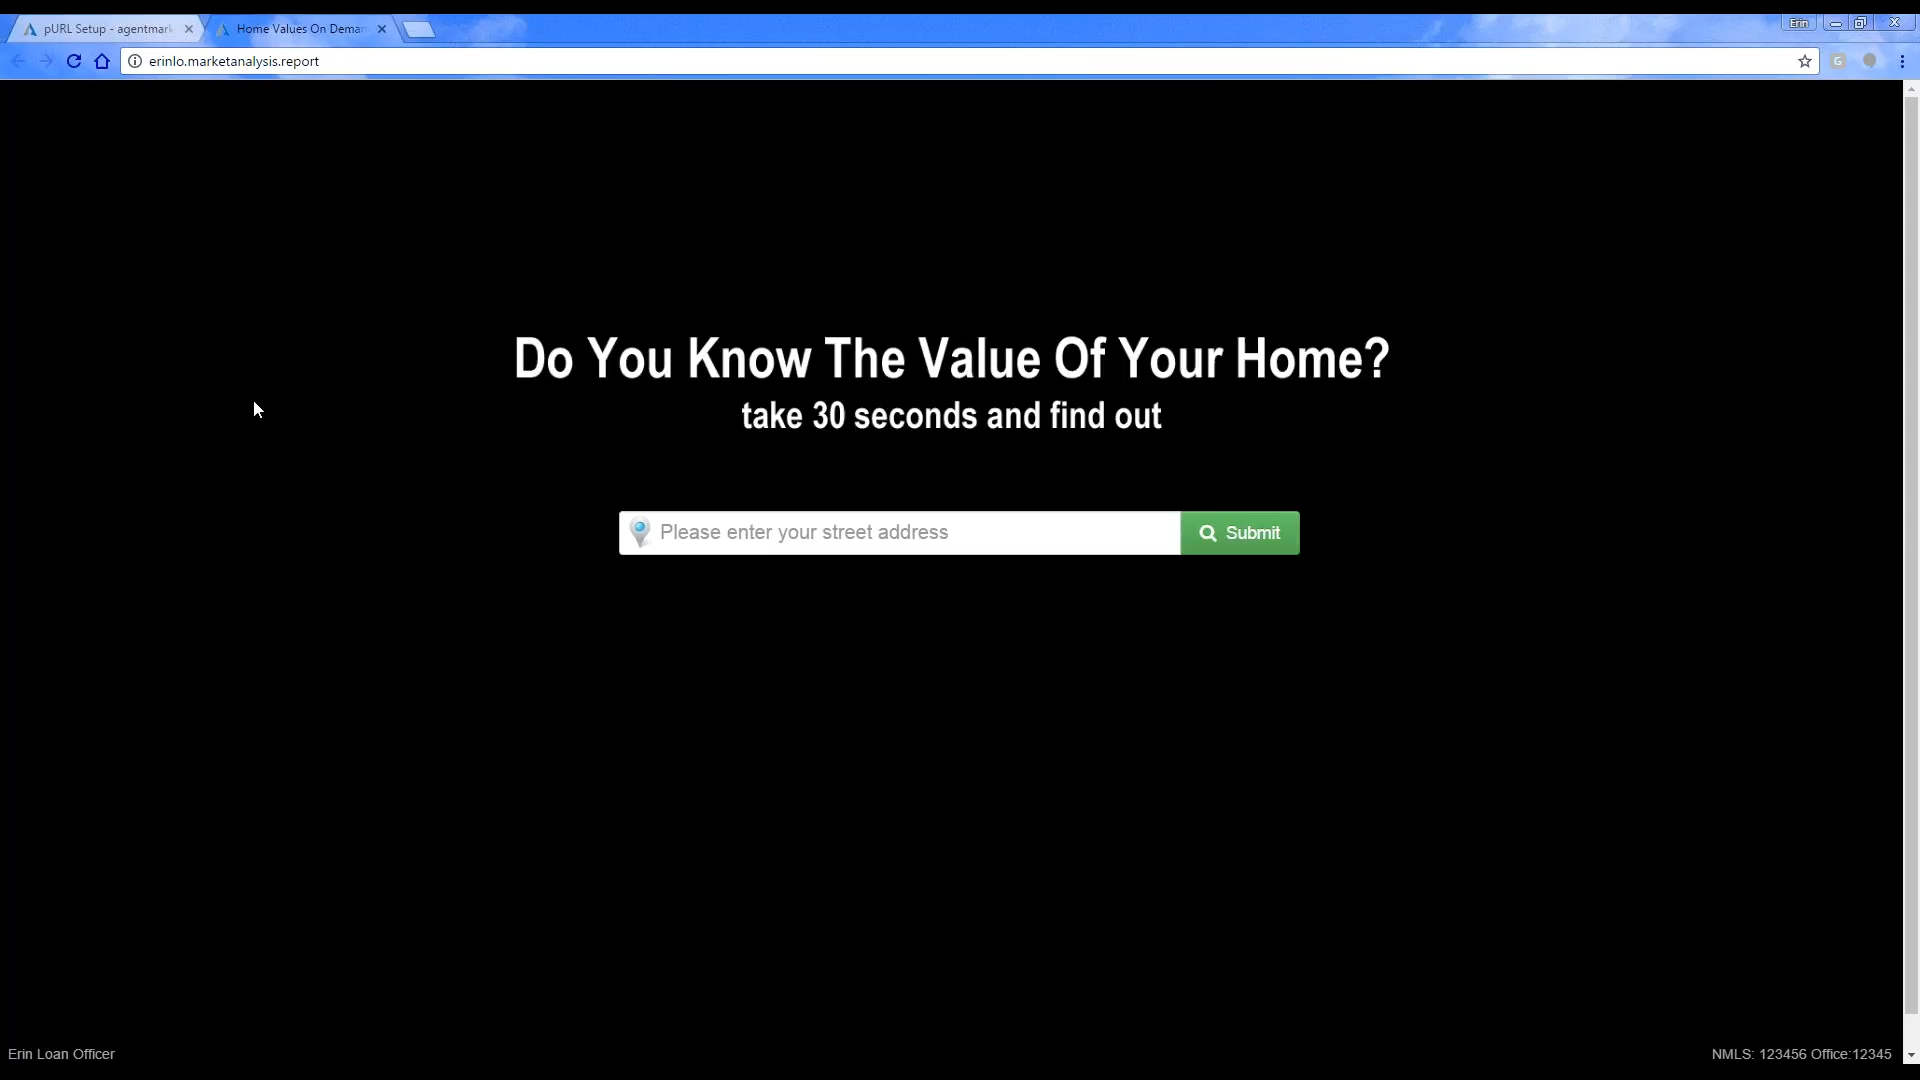 pURL Setup - agentmark
Home Values On Deman
Erin
erinlo.marketanalysis.report
G
Do You Know The Value Of Your Home?
take 30 seconds and find out
Please enter your street address
Submit
Erin Loan Officer
NMLS: 123456 Office:12345